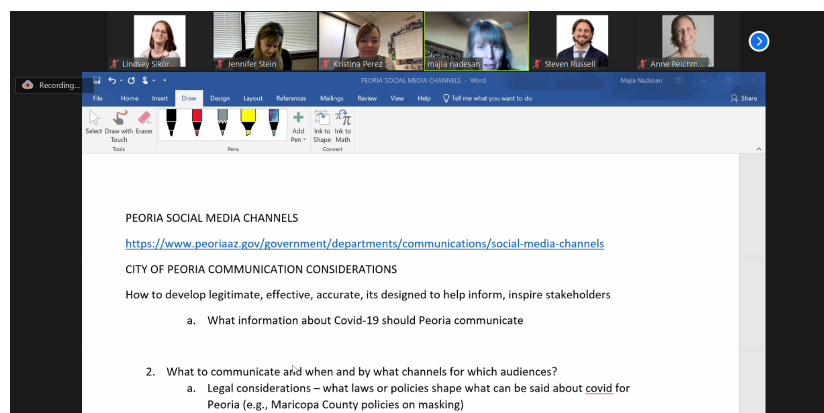 Lindsey Sikor...
Jennifer Stein
Kristina Perez
majia nadesan
Steven Russell
Anne Reichm...
Recording...
PEORIA SOCIAL MEDIA CHANNELS - Word
Majia Nadesan
File Home Insert Draw Design Layout References Mailings Review View Help Tell me what you want to do
Share
Select Draw with Touch Eraser
Add Pen
Ink to Shape Ink to Math
Tools Pens Convert
PEORIA SOCIAL MEDIA CHANNELS
https://www.peoriaaz.gov/government/departments/communications/social-media-channels
CITY OF PEORIA COMMUNICATION CONSIDERATIONS
How to develop legitimate, effective, accurate, its designed to help inform, inspire stakeholders
a. What information about Covid-19 should Peoria communicate
2. What to communicate and when and by what channels for which audiences?
a. Legal considerations – what laws or policies shape what can be said about covid for
Peoria (e.g., Maricopa County policies on masking)